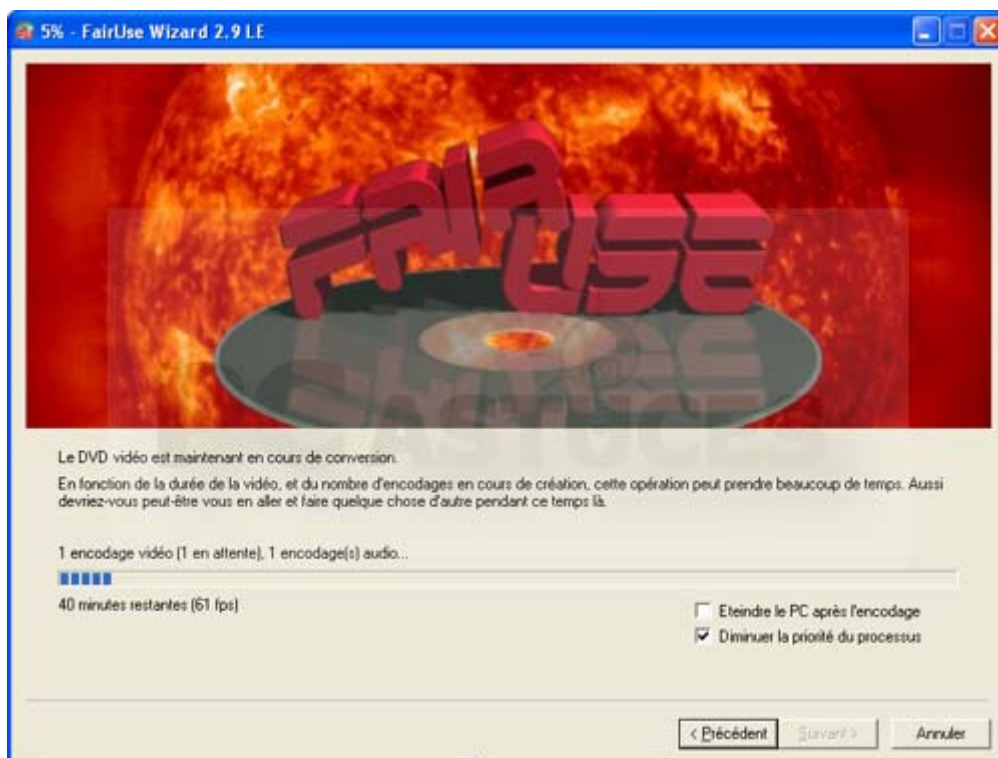 5% - FairUse Wizard 2.9 LE
FAIR USE
ASTUCES
Le DVD vidéo est maintenant en cours de conversion.
En fonction de la durée de la vidéo, et du nombre d'encodages en cours de création, cette opération peut prendre beaucoup de temps. Aussi
devriez-vous peut-être vous en aller et faire quelque chose d'autre pendant ce temps là.
1 encodage vidéo (1 en attente), 1 encodage(s) audio...
40 minutes restantes (61 fps)
Eteindre le PC après l'encodage
Diminuer la priorité du processus
< Précédent
Suivant >
Annuler